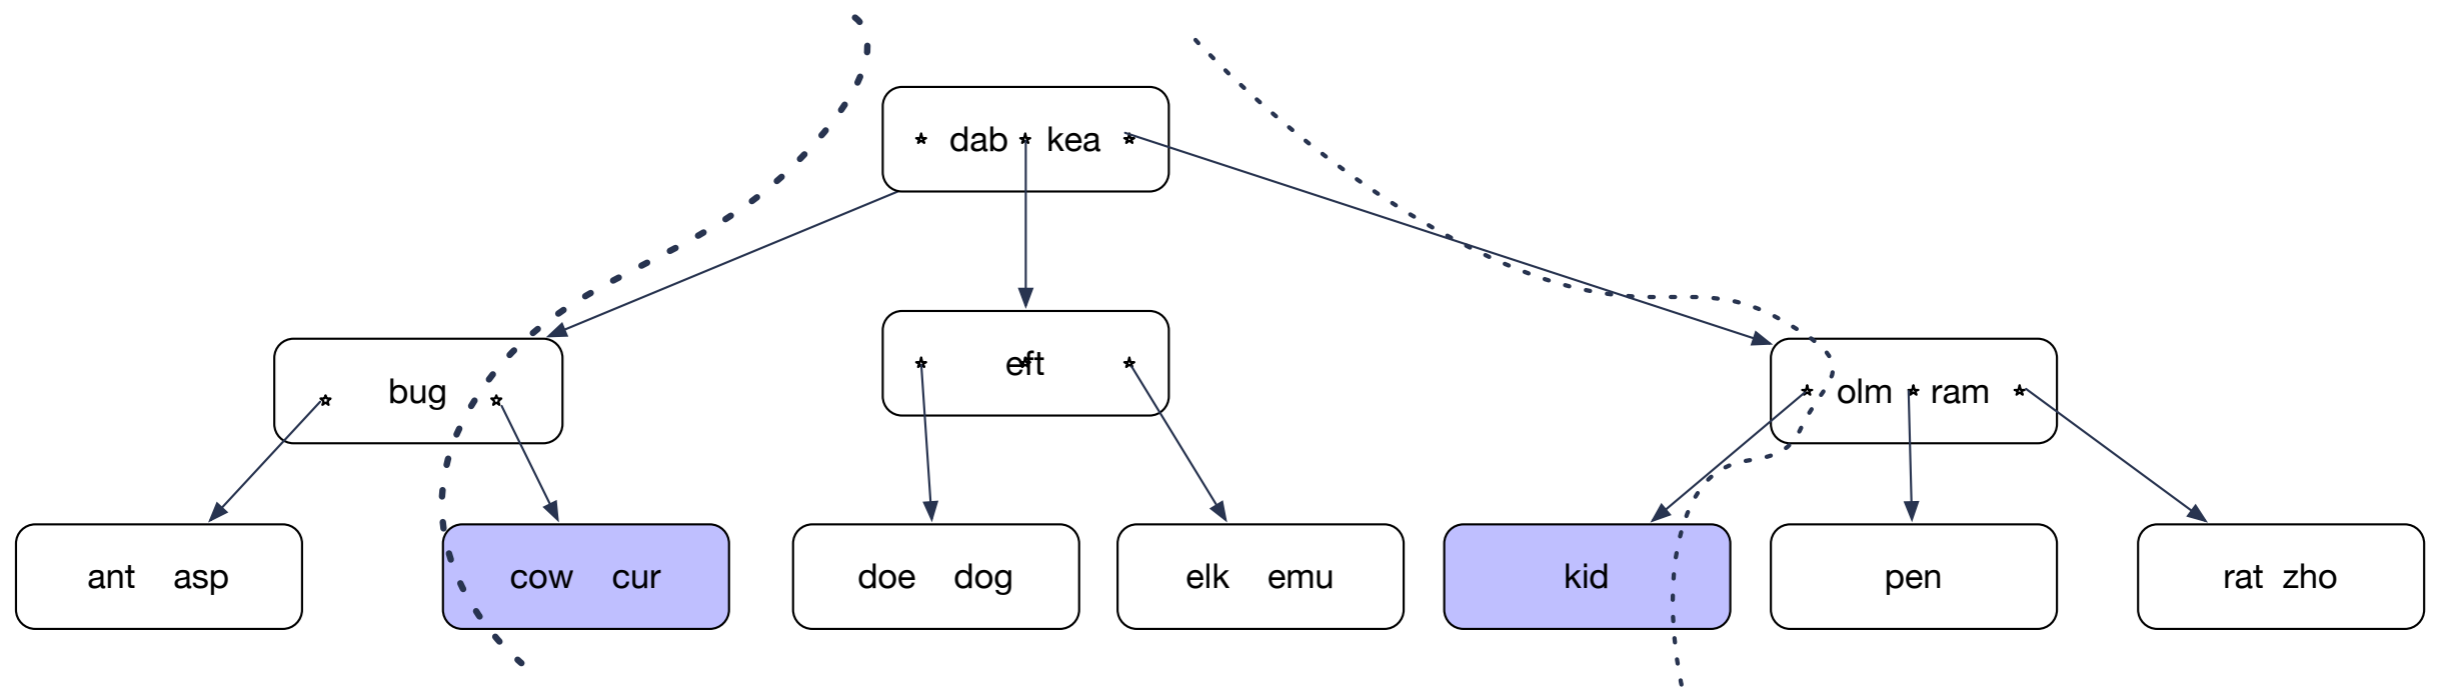 dab kea
bug
eft
olm ram
ant asp
cow cur
doe dog
elk emu
kid
pen
rat zho